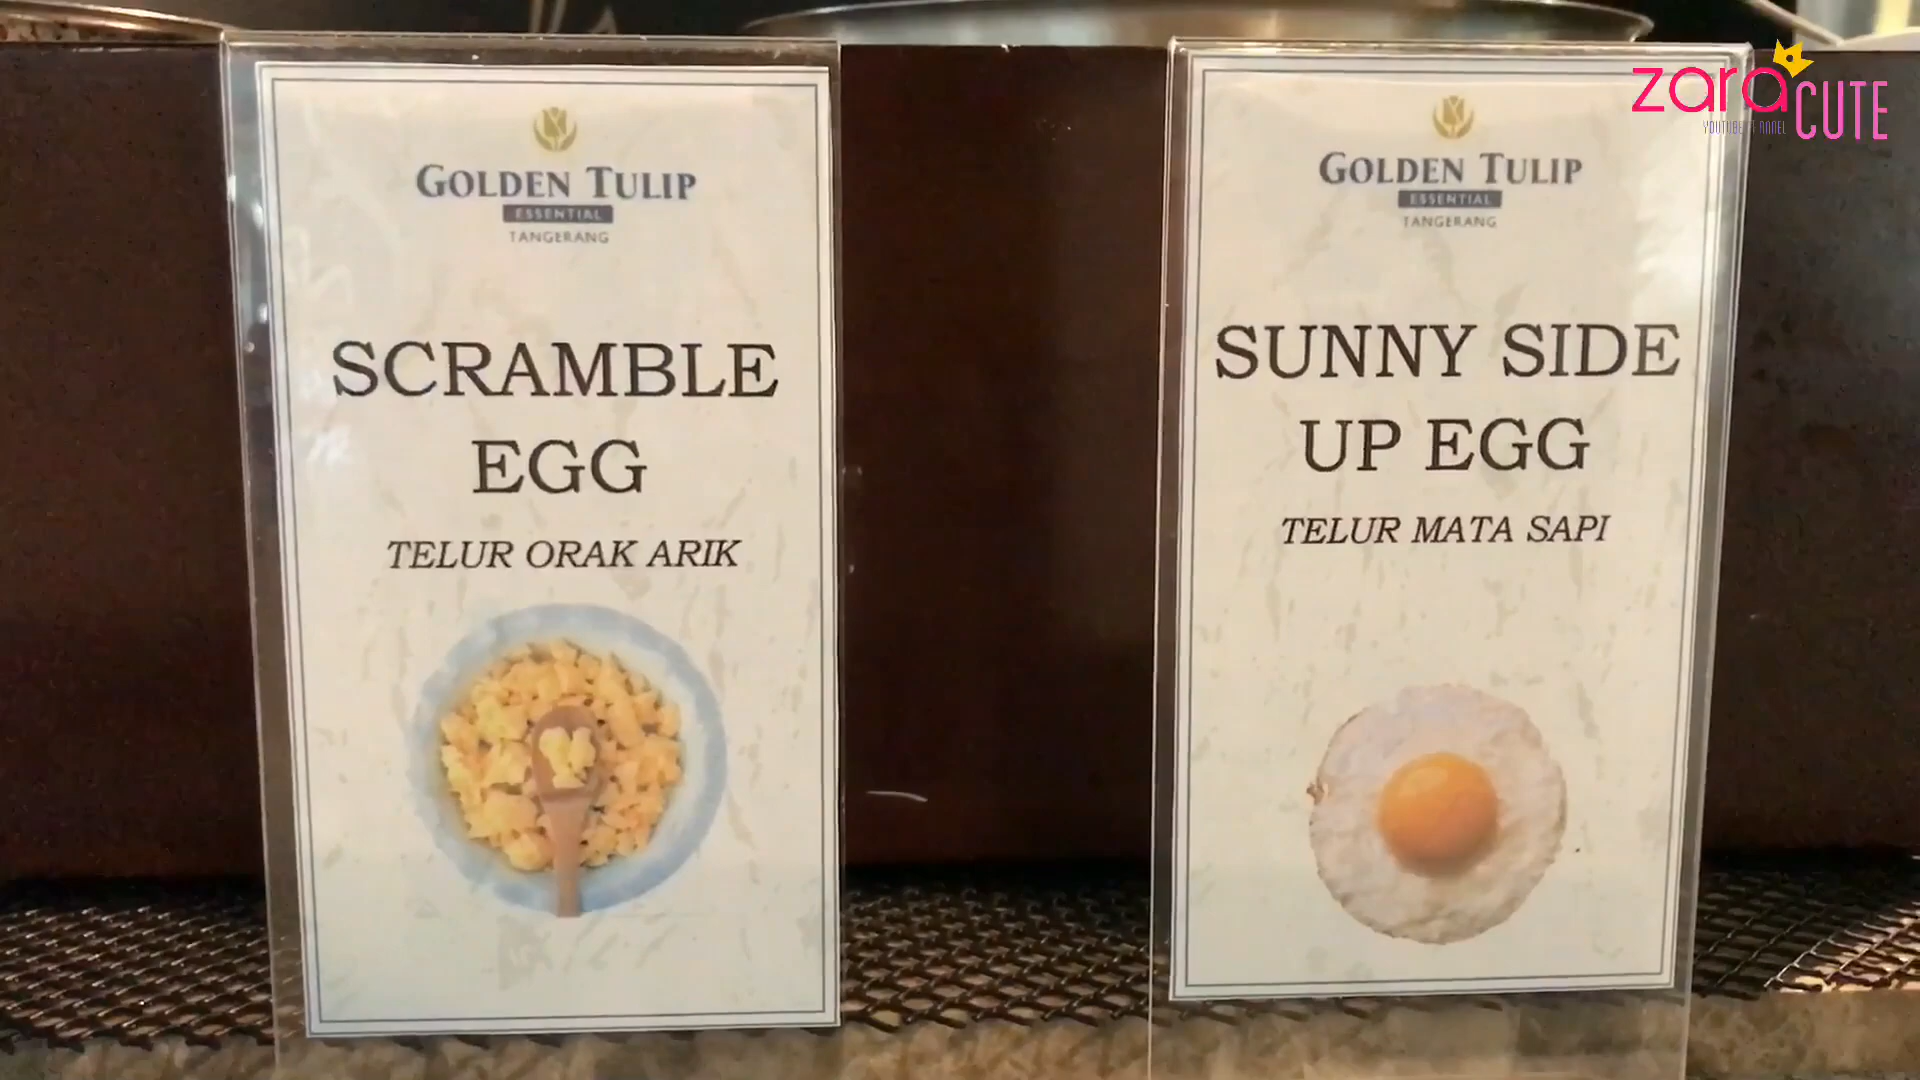 GOLDEN TULIP
ESSENTIAL
TANGERANG
SCRAMBLE
EGG
TELUR ORAK ARIK
GOLDEN TULIP
ESSENTIAL
TANGERANG
SUNNY SIDE
UP EGG
TELUR MATA SAPI
zara
CUTE